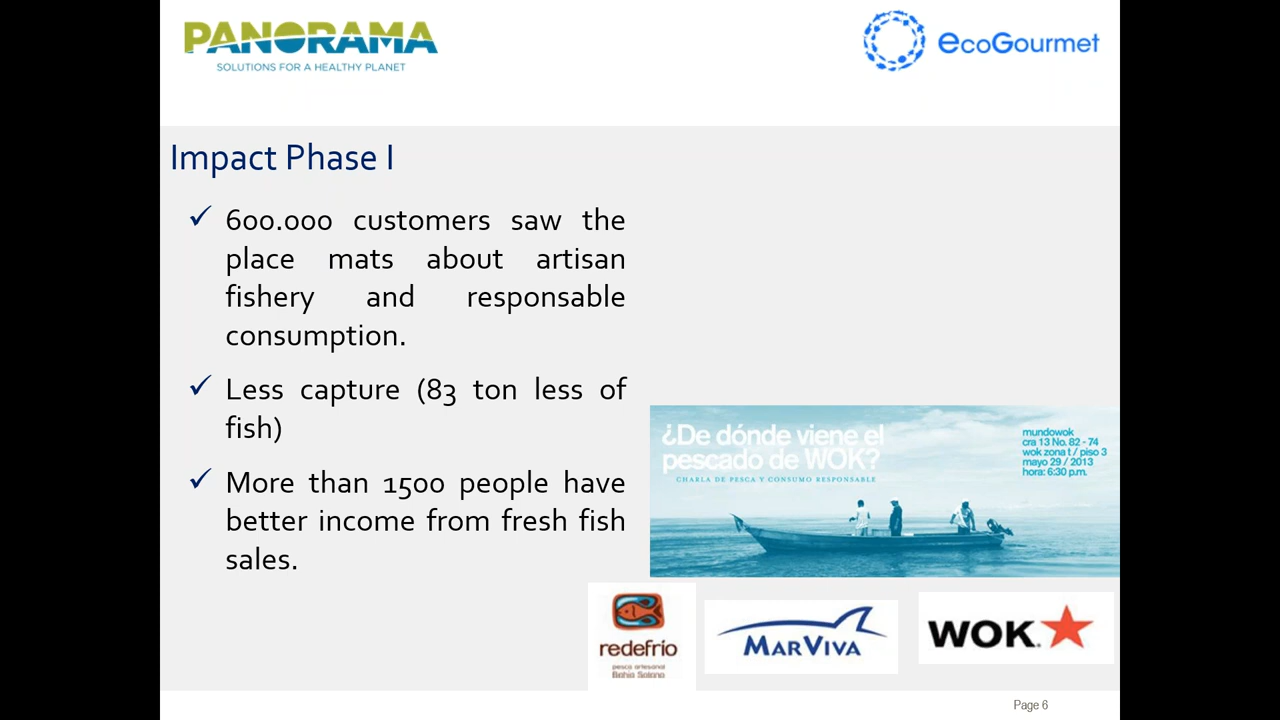 PANORAMA
SOLUTIONS FOR A HEALTHY PLANET
ecoGourmet
Impact Phase I
600.000 customers saw the
place mats about artisan
fishery and responsable
consumption.
Less capture (83 ton less of
fish)
More than 1500 people have
better income from fresh fish
sales.
¿De dónde viene el
pescado de WOK?
CHARLA DE PESCA Y CONSUMO RESPONSABLE
mundowok
cra 13 No. 82 - 74
wok zona t / piso 3
mayo 29 / 2013
hora: 6:30 p.m.
redefrio
pesca artesanal
Bahía Solano
MARVIVA
WOK.
Page 6